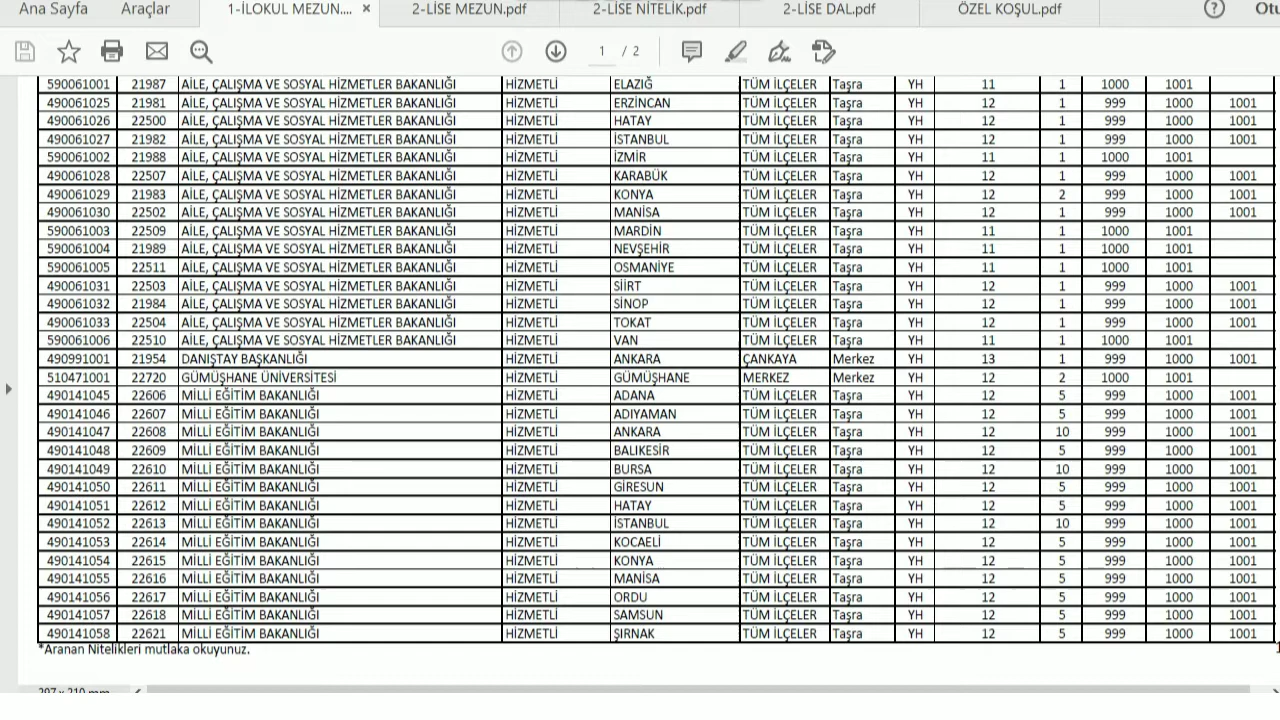 Ana Sayfa Araçlar 1-İLOKUL MEZUN.... × 2-LİSE MEZUN.pdf 2-LİSE NİTELİK.pdf 2-LİSE DAL.pdf ÖZEL KOŞUL.pdf ? Otu
1 / 2
590061001 21987 AİLE, ÇALIŞMA VE SOSYAL HİZMETLER BAKANLIĞI HİZMETLİ ELAZIĞ TÜM İLÇELER Taşra YH 11 1 1000 1001
490061025 21981 AİLE, ÇALIŞMA VE SOSYAL HİZMETLER BAKANLIĞI HİZMETLİ ERZİNCAN TÜM İLÇELER Taşra YH 12 1 999 1000 1001
490061026 22500 AİLE, ÇALIŞMA VE SOSYAL HİZMETLER BAKANLIĞI HİZMETLİ HATAY TÜM İLÇELER Taşra YH 12 1 999 1000 1001
490061027 21982 AİLE, ÇALIŞMA VE SOSYAL HİZMETLER BAKANLIĞI HİZMETLİ İSTANBUL TÜM İLÇELER Taşra YH 12 1 999 1000 1001
590061002 21988 AİLE, ÇALIŞMA VE SOSYAL HİZMETLER BAKANLIĞI HİZMETLİ İZMİR TÜM İLÇELER Taşra YH 11 1 1000 1001
490061028 22507 AİLE, ÇALIŞMA VE SOSYAL HİZMETLER BAKANLIĞI HİZMETLİ KARABÜK TÜM İLÇELER Taşra YH 12 1 999 1000 1001
490061029 21983 AİLE, ÇALIŞMA VE SOSYAL HİZMETLER BAKANLIĞI HİZMETLİ KONYA TÜM İLÇELER Taşra YH 12 2 999 1000 1001
490061030 22502 AİLE, ÇALIŞMA VE SOSYAL HİZMETLER BAKANLIĞI HİZMETLİ MANİSA TÜM İLÇELER Taşra YH 12 1 999 1000 1001
590061003 22509 AİLE, ÇALIŞMA VE SOSYAL HİZMETLER BAKANLIĞI HİZMETLİ MARDİN TÜM İLÇELER Taşra YH 11 1 1000 1001
590061004 21989 AİLE, ÇALIŞMA VE SOSYAL HİZMETLER BAKANLIĞI HİZMETLİ NEVŞEHİR TÜM İLÇELER Taşra YH 11 1 1000 1001
590061005 22511 AİLE, ÇALIŞMA VE SOSYAL HİZMETLER BAKANLIĞI HİZMETLİ OSMANİYE TÜM İLÇELER Taşra YH 11 1 1000 1001
490061031 22503 AİLE, ÇALIŞMA VE SOSYAL HİZMETLER BAKANLIĞI HİZMETLİ SİİRT TÜM İLÇELER Taşra YH 12 1 999 1000 1001
490061032 21984 AİLE, ÇALIŞMA VE SOSYAL HİZMETLER BAKANLIĞI HİZMETLİ SİNOP TÜM İLÇELER Taşra YH 12 1 999 1000 1001
490061033 22504 AİLE, ÇALIŞMA VE SOSYAL HİZMETLER BAKANLIĞI HİZMETLİ TOKAT TÜM İLÇELER Taşra YH 12 1 999 1000 1001
590061006 22510 AİLE, ÇALIŞMA VE SOSYAL HİZMETLER BAKANLIĞI HİZMETLİ VAN TÜM İLÇELER Taşra YH 11 1 1000 1001
490991001 21954 DANIŞTAY BAŞKANLIĞI HİZMETLİ ANKARA ÇANKAYA Merkez YH 13 1 999 1000 1001
510471001 22720 GÜMÜŞHANE ÜNİVERSİTESİ HİZMETLİ GÜMÜŞHANE MERKEZ Merkez YH 12 2 1000 1001
490141045 22606 MİLLİ EĞİTİM BAKANLIĞI HİZMETLİ ADANA TÜM İLÇELER Taşra YH 12 5 999 1000 1001
490141046 22607 MİLLİ EĞİTİM BAKANLIĞI HİZMETLİ ADIYAMAN TÜM İLÇELER Taşra YH 12 5 999 1000 1001
490141047 22608 MİLLİ EĞİTİM BAKANLIĞI HİZMETLİ ANKARA TÜM İLÇELER Taşra YH 12 10 999 1000 1001
490141048 22609 MİLLİ EĞİTİM BAKANLIĞI HİZMETLİ BALIKESİR TÜM İLÇELER Taşra YH 12 5 999 1000 1001
490141049 22610 MİLLİ EĞİTİM BAKANLIĞI HİZMETLİ BURSA TÜM İLÇELER Taşra YH 12 10 999 1000 1001
490141050 22611 MİLLİ EĞİTİM BAKANLIĞI HİZMETLİ GİRESUN TÜM İLÇELER Taşra YH 12 5 999 1000 1001
490141051 22612 MİLLİ EĞİTİM BAKANLIĞI HİZMETLİ HATAY TÜM İLÇELER Taşra YH 12 5 999 1000 1001
490141052 22613 MİLLİ EĞİTİM BAKANLIĞI HİZMETLİ İSTANBUL TÜM İLÇELER Taşra YH 12 10 999 1000 1001
490141053 22614 MİLLİ EĞİTİM BAKANLIĞI HİZMETLİ KOCAELİ TÜM İLÇELER Taşra YH 12 5 999 1000 1001
490141054 22615 MİLLİ EĞİTİM BAKANLIĞI HİZMETLİ KONYA TÜM İLÇELER Taşra YH 12 5 999 1000 1001
490141055 22616 MİLLİ EĞİTİM BAKANLIĞI HİZMETLİ MANİSA TÜM İLÇELER Taşra YH 12 5 999 1000 1001
490141056 22617 MİLLİ EĞİTİM BAKANLIĞI HİZMETLİ ORDU TÜM İLÇELER Taşra YH 12 5 999 1000 1001
490141057 22618 MİLLİ EĞİTİM BAKANLIĞI HİZMETLİ SAMSUN TÜM İLÇELER Taşra YH 12 5 999 1000 1001
490141058 22621 MİLLİ EĞİTİM BAKANLIĞI HİZMETLİ ŞIRNAK TÜM İLÇELER Taşra YH 12 5 999 1000 1001
*Aranan Nitelikleri mutlaka okuyunuz. 1
297 x 210 mm